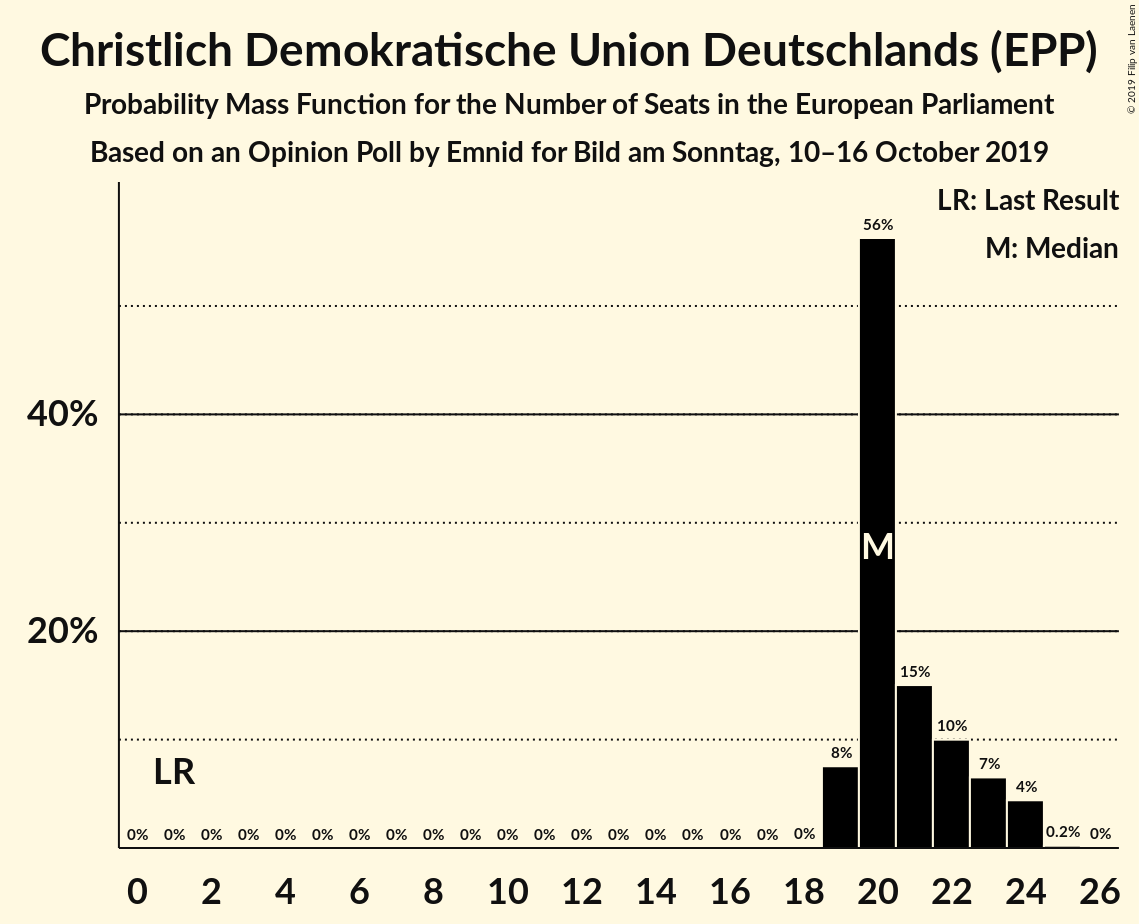 Christlich Demokratische Union Deutschlands (EPP)
Probability Mass Function for the Number of Seats in the European Parliament
Based on an Opinion Poll by Emnid for Bild am Sonntag, 10–16 October 2019
© 2019 Filip van Laenen
LR: Last Result
M: Median
56%
40%
M
20%
15%
10%
8%
7%
4%
LR
0% 0% 0% 0% 0% 0% 0% 0% 0% 0% 0% 0% 0% 0% 0% 0% 0% 0% 0% 0.2% 0%
0 2 4 6 8 10 12 14 16 18 20 22 24 26